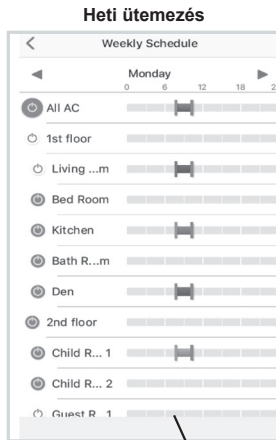 Heti ütemezés
Weekly Schedule
Monday
0 6 12 18 2
All AC
1st floor
Living ...m
Bed Room
Kitchen
Bath R...m
Den
2nd floor
Child R... 1
Child R... 2
Guest R 1